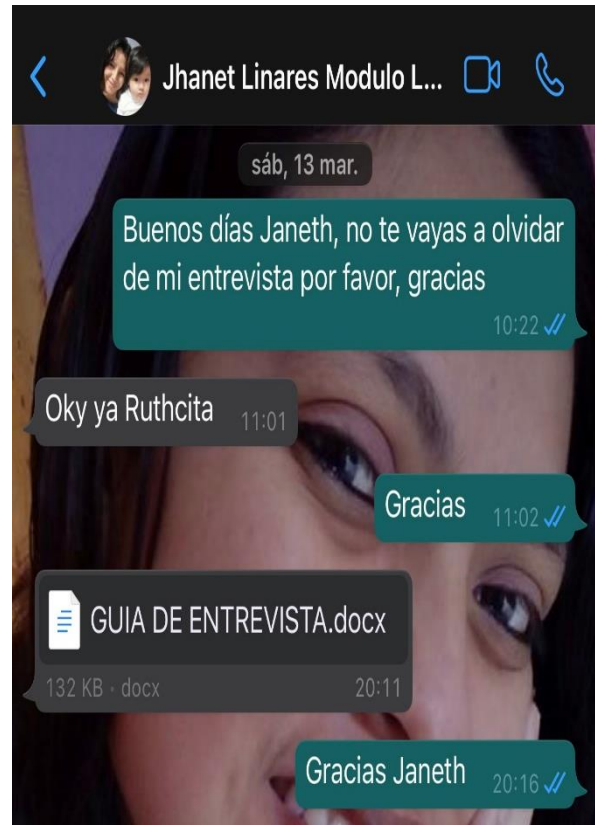 Jhanet Linares Modulo L...
sáb, 13 mar.
Buenos días Janeth, no te vayas a olvidar
de mi entrevista por favor, gracias
10:22
Oky ya Ruthcita 11:01
Gracias 11:02
GUIA DE ENTREVISTA.docx
132 KB · docx 20:11
Gracias Janeth 20:16